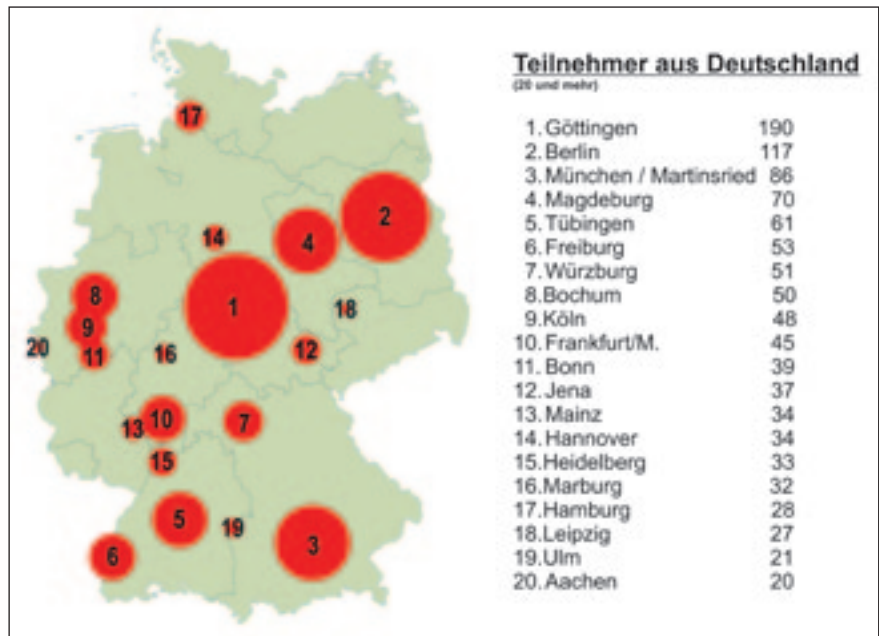 Teilnehmer aus Deutschland
(20 und mehr)
1. Göttingen 190
2. Berlin 117
3. München / Martinsried 86
4. Magdeburg 70
5. Tübingen 61
6. Freiburg 53
7. Würzburg 51
8. Bochum 50
9. Köln 48
10. Frankfurt/M. 45
11. Bonn 39
12. Jena 37
13. Mainz 34
14. Hannover 34
15. Heidelberg 33
16. Marburg 32
17. Hamburg 28
18. Leipzig 27
19. Ulm 21
20. Aachen 20
17
2
14
4
8
1
18
9
20
11
16
12
10
13
7
15
5
19
3
6